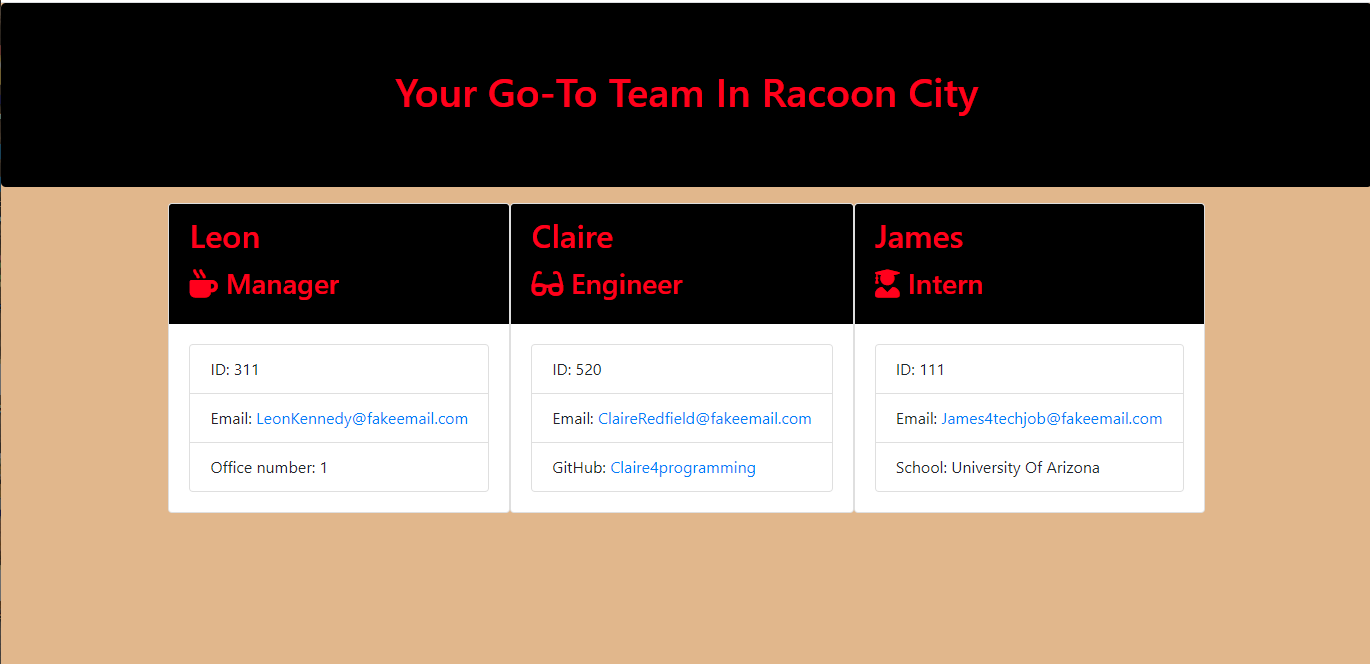 Your Go-To Team In Racoon City
Leon
Manager
ID: 311
Email: LeonKennedy@fakeemail.com
Office number: 1
Claire
Engineer
ID: 520
Email: ClaireRedfield@fakeemail.com
GitHub: Claire4programming
James
Intern
ID: 111
Email: James4techjob@fakeemail.com
School: University Of Arizona